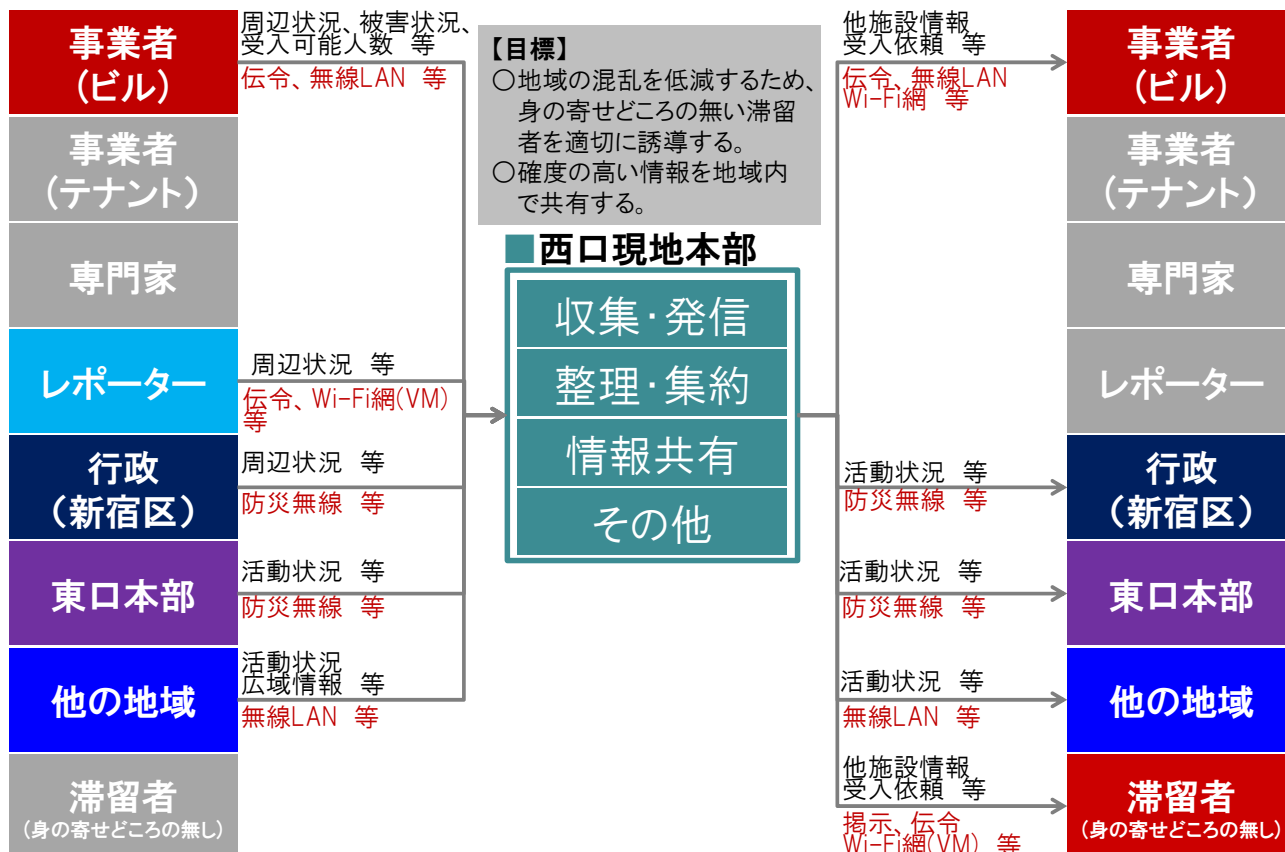 事業者
(ビル)
事業者
(テナント)
専門家
レポーター
行政
(新宿区)
東口本部
他の地域
滞留者
(身の寄せどころの無し)
周辺状況、被害状況、
受入可能人数 等
伝令、無線LAN 等
周辺状況 等
伝令、Wi-Fi網(VM)
等
周辺状況 等
防災無線 等
活動状況 等
防災無線 等
活動状況
広域情報 等
無線LAN 等
【目標】
○地域の混乱を低減するため、
身の寄せどころの無い滞留
者を適切に誘導する。
○確度の高い情報を地域内
で共有する。
■西口現地本部
収集・発信
整理・集約
情報共有
その他
他施設情報
受入依頼 等
伝令、無線LAN
Wi-Fi網 等
活動状況 等
防災無線 等
活動状況 等
防災無線 等
活動状況 等
無線LAN 等
他施設情報
受入依頼 等
掲示、伝令
Wi-Fi網(VM) 等
事業者
(ビル)
事業者
(テナント)
専門家
レポーター
行政
(新宿区)
東口本部
他の地域
滞留者
(身の寄せどころの無し)